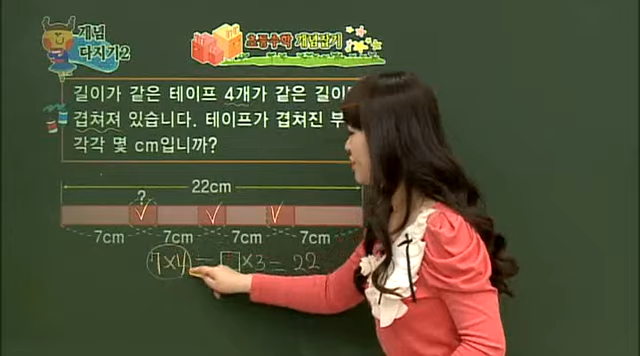 개념
다지기2
초등수학 개념잡기
길이가 같은 테이프 4개가 같은 길이
겹쳐져 있습니다. 테이프가 겹쳐진 부
각각 몇 cm입니까?
22cm
?
7cm 7cm 7cm 7cm
7×4 = □×3 = 22